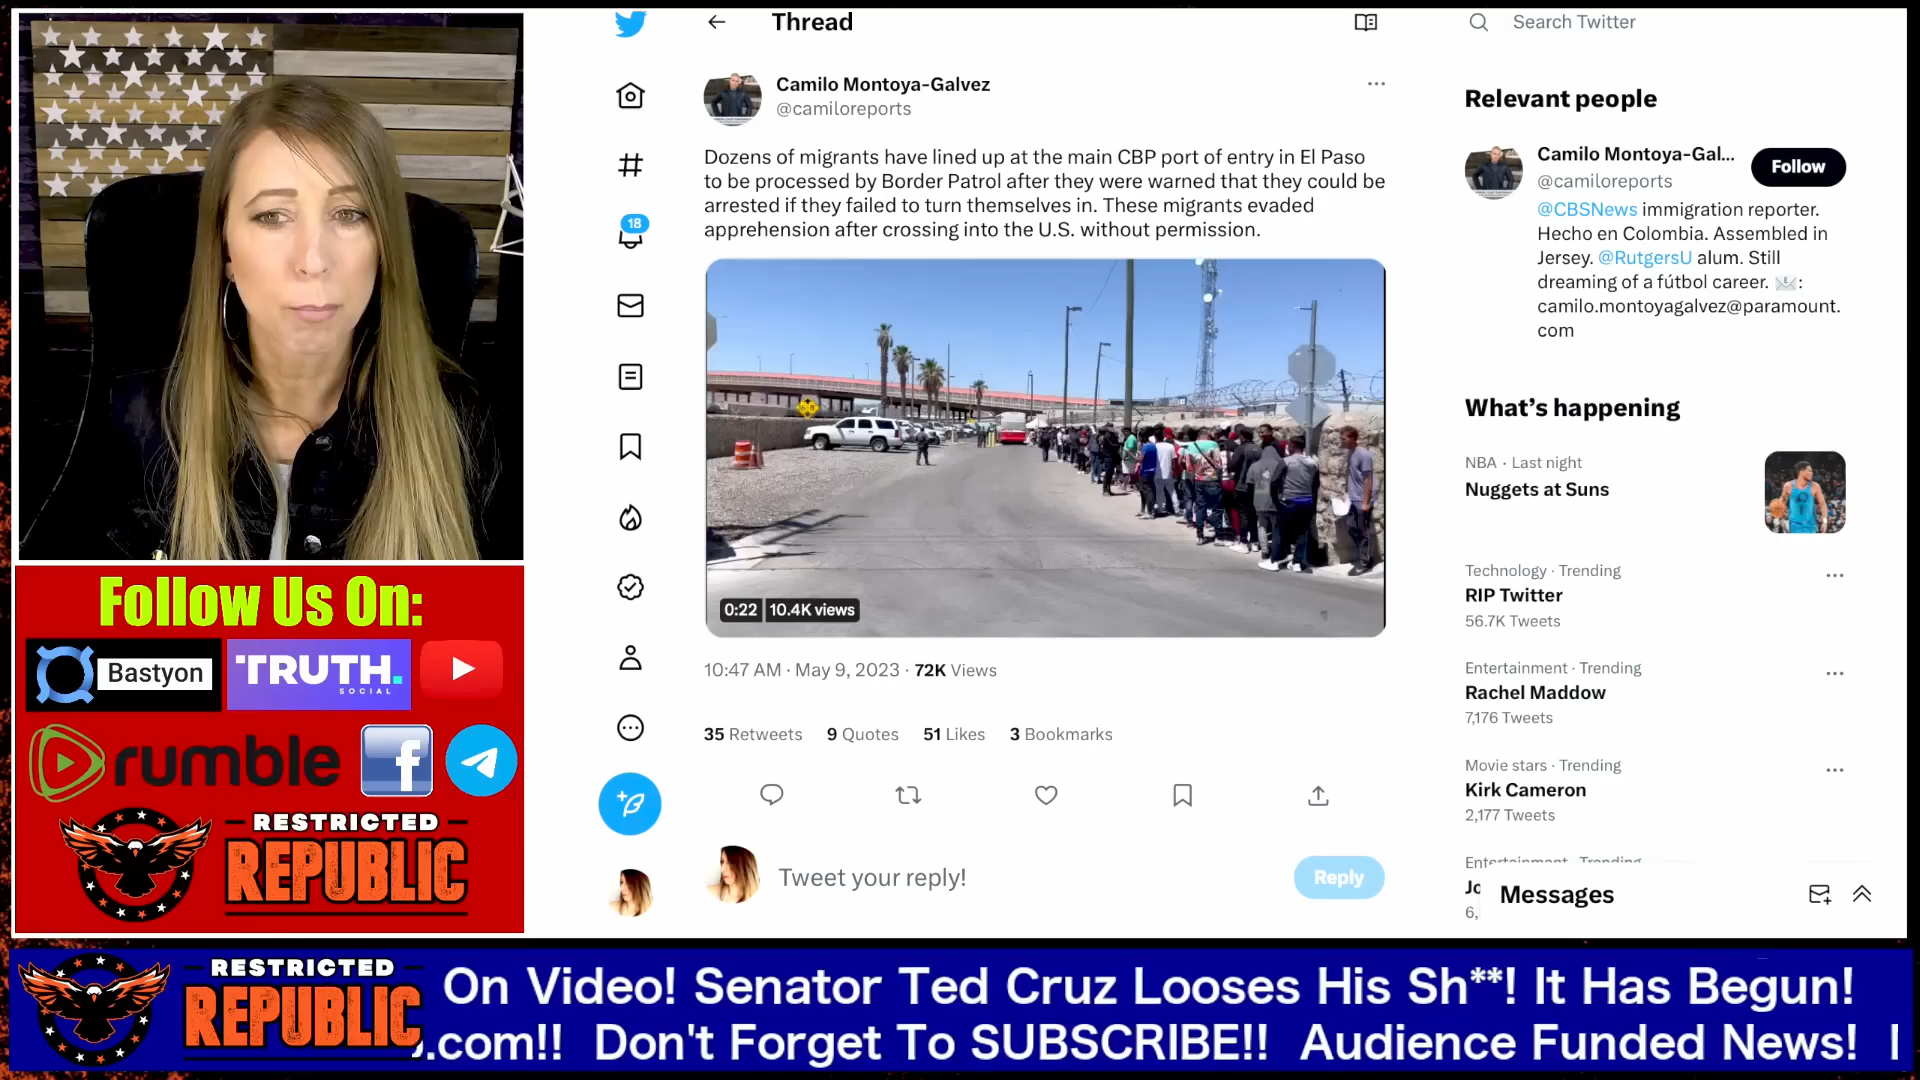 Thread
Search Twitter
Camilo Montoya-Galvez
@camiloreports
Dozens of migrants have lined up at the main CBP port of entry in El Paso
to be processed by Border Patrol after they were warned that they could be
arrested if they failed to turn themselves in. These migrants evaded
apprehension after crossing into the U.S. without permission.
0:22 10.4K views
10:47 AM · May 9, 2023 · 72K Views
35 Retweets 9 Quotes 51 Likes 3 Bookmarks
Tweet your reply!
Reply
18
Relevant people
Camilo Montoya-Gal...
@camiloreports
Follow
@CBSNews immigration reporter.
Hecho en Colombia. Assembled in
Jersey. @RutgersU alum. Still
dreaming of a fútbol career. :
camilo.montoyagalvez@paramount.
com
What's happening
NBA · Last night
Nuggets at Suns
Technology · Trending
RIP Twitter
56.7K Tweets
Entertainment · Trending
Rachel Maddow
7,176 Tweets
Movie stars · Trending
Kirk Cameron
2,177 Tweets
Entertainment · Trending
Jo
6,
Messages
Follow Us On:
Bastyon
TRUTH.
SOCIAL
rumble
f
RESTRICTED
REPUBLIC
RESTRICTED
REPUBLIC
On Video! Senator Ted Cruz Looses His Sh**! It Has Begun!
.com!! Don't Forget To SUBSCRIBE!! Audience Funded News! |